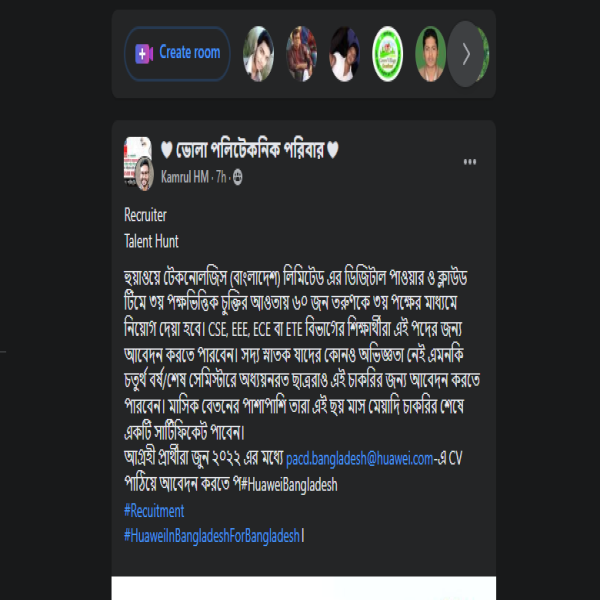 Create room
🤍 ভোলা পলিটেকনিক পরিবার 🤍
Kamrul HM · 7h ·
Recruiter
Talent Hunt
হুয়াওয়ে টেকনোলজিস (বাংলাদেশ) লিমিটেড এর ডিজিটাল পাওয়ার ও ক্লাউড
টিমে ৩য় পক্ষভিত্তিক চুক্তির আওতায় ৬০ জন তরুণকে ৩য় পক্ষের মাধ্যমে
নিয়োগ দেয়া হবে। CSE, EEE, ECE বা ETE বিভাগের শিক্ষার্থীরা এই পদের জন্য
আবেদন করতে পারবেন। সদ্য স্নাতক যাদের কোনও অভিজ্ঞতা নেই এমনকি
চতুর্থ বর্ষ/শেষ সেমিস্টারে অধ্যয়নরত ছাত্ররাও এই চাকরির জন্য আবেদন করতে
পারবেন। মাসিক বেতনের পাশাপাশি তারা এই ছয় মাস মেয়াদি চাকরির শেষে
একটি সার্টিফিকেট পাবেন।
আগ্রহী প্রার্থীরা জুন ২০২২ এর মধ্যে pacd.bangladesh@huawei.com-এ CV
পাঠিয়ে আবেদন করতে প#HuaweiBangladesh
#Recuitment
#HuaweiInBangladeshForBangladesh।